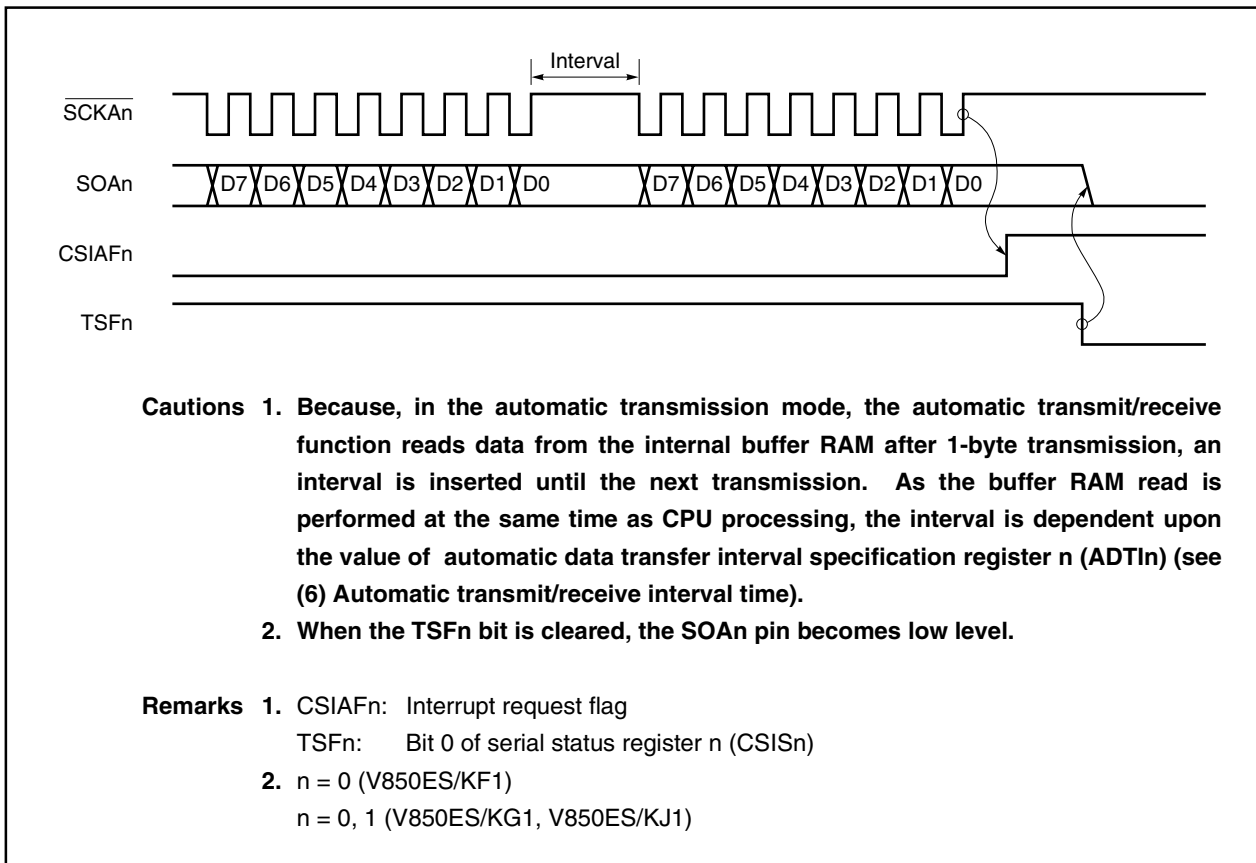 Interval
SCKAn
SOAn D7 D6 D5 D4 D3 D2 D1 D0 D7 D6 D5 D4 D3 D2 D1 D0
CSIAFn
TSFn
Cautions 1. Because, in the automatic transmission mode, the automatic transmit/receive
function reads data from the internal buffer RAM after 1-byte transmission, an
interval is inserted until the next transmission. As the buffer RAM read is
performed at the same time as CPU processing, the interval is dependent upon
the value of automatic data transfer interval specification register n (ADTIn) (see
(6) Automatic transmit/receive interval time).
2. When the TSFn bit is cleared, the SOAn pin becomes low level.
Remarks 1. CSIAFn: Interrupt request flag
TSFn: Bit 0 of serial status register n (CSISn)
2. n = 0 (V850ES/KF1)
n = 0, 1 (V850ES/KG1, V850ES/KJ1)